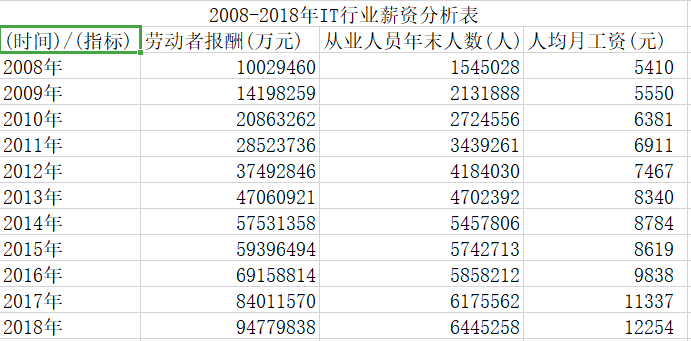 2008-2018年IT行业薪资分析表
(时间)/(指标) 劳动者报酬(万元) 从业人员年末人数(人) 人均月工资(元)
2008年 10029460 1545028 5410
2009年 14198259 2131888 5550
2010年 20863262 2724556 6381
2011年 28523736 3439261 6911
2012年 37492846 4184030 7467
2013年 47060921 4702392 8340
2014年 57531358 5457806 8784
2015年 59396494 5742713 8619
2016年 69158814 5858212 9838
2017年 84011570 6175562 11337
2018年 94779838 6445258 12254